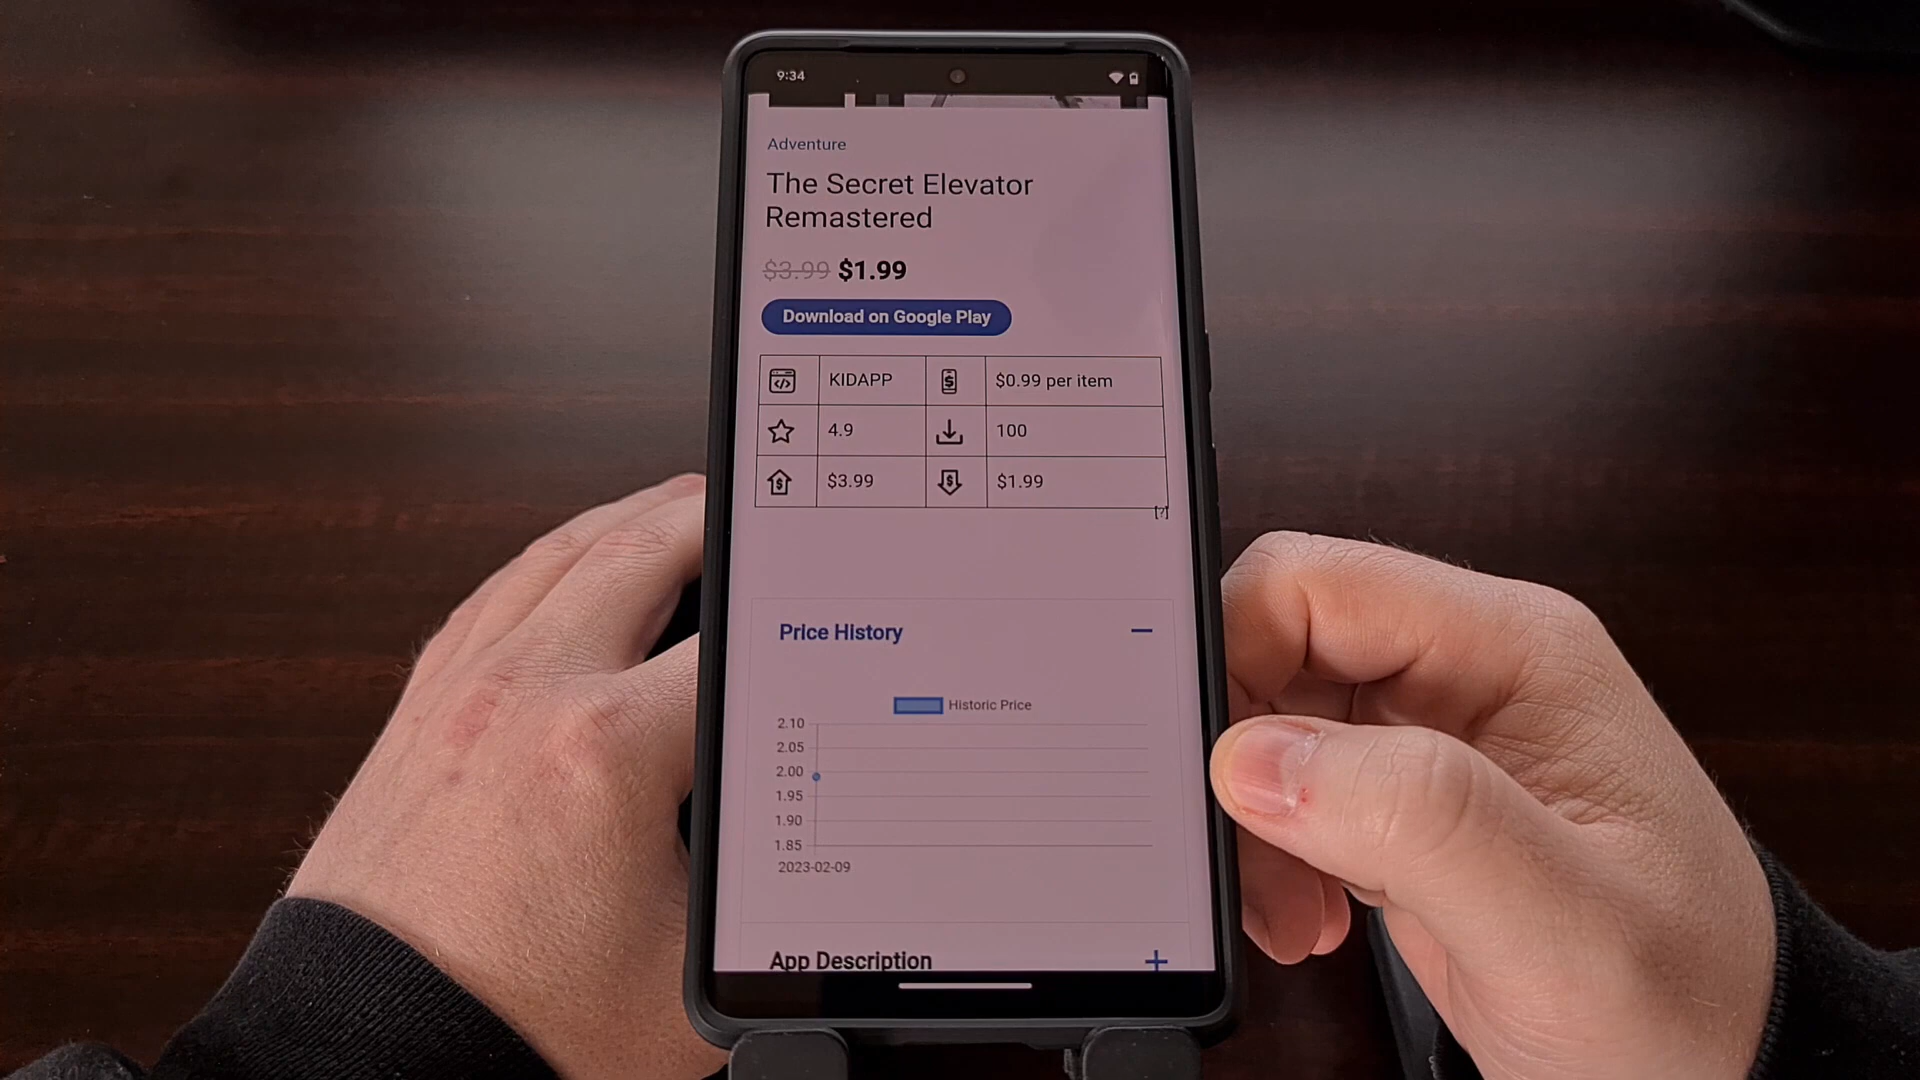 9:34
Adventure
The Secret Elevator
Remastered
$3.99 $1.99
Download on Google Play
KIDAPP $0.99 per item
4.9 100
$3.99 $1.99
[?]
Price History
Historic Price
2.10
2.05
2.00
1.95
1.90
1.85
2023-02-09
App Description